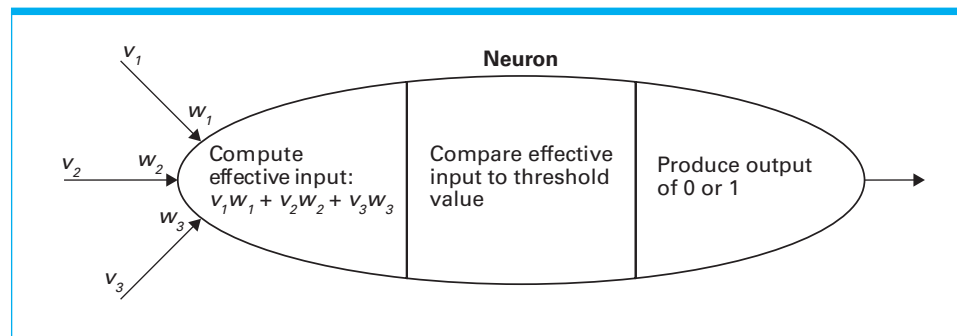 Neuron
v₁
w₁
v₂
w₂
w₃
v₃
Compute
effective input:
v₁w₁ + v₂w₂ + v₃w₃
Compare effective
input to threshold
value
Produce output
of 0 or 1